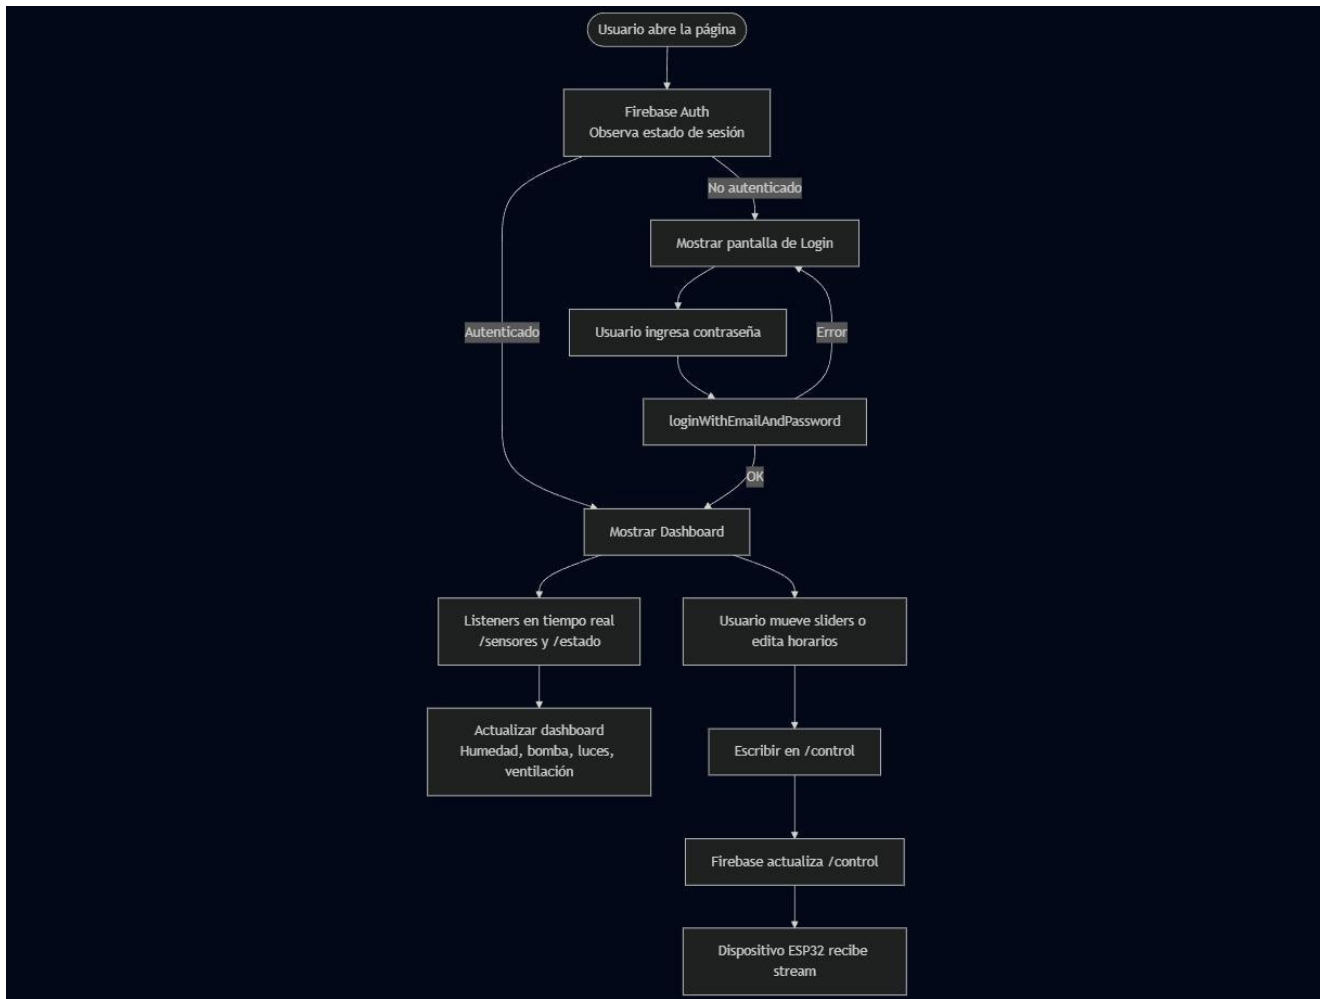 Usuario abre la página
Firebase Auth
Observa estado de sesión
No autenticado
Mostrar pantalla de Login
Autenticado
Usuario ingresa contraseña
Error
loginWithEmailAndPassword
OK
Mostrar Dashboard
Listeners en tiempo real
/sensores y /estado
Usuario mueve sliders o
edita horarios
Actualizar dashboard
Humedad, bomba, luces,
ventilación
Escribir en /control
Firebase actualiza /control
Dispositivo ESP32 recibe
stream